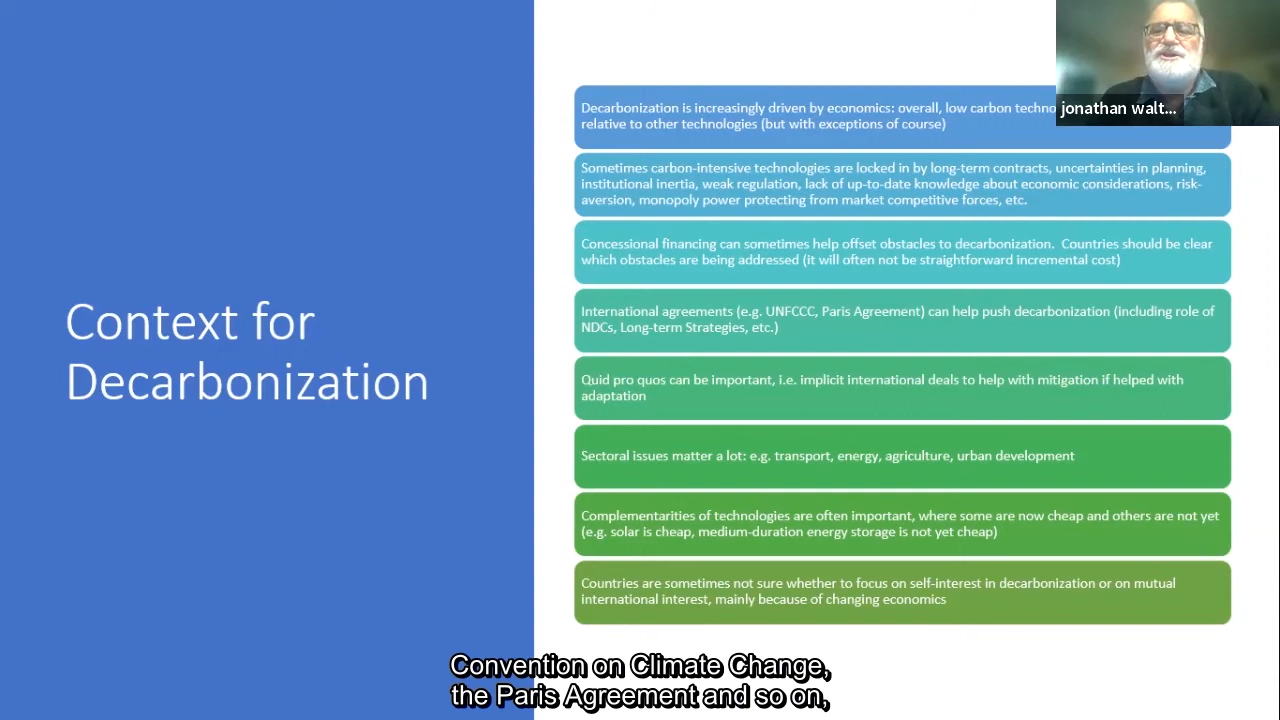 Context for
Decarbonization
Decarbonization is increasingly driven by economics: overall, low carbon
relative to other technologies (but with exceptions of course)
Sometimes carbon-intensive technologies are locked in by long-term contracts, uncertainties in planning,
institutional inertia, weak regulation, lack of up-to-date knowledge about economic considerations, risk-
aversion, monopoly power protecting from market competitive forces, etc.
Concessional financing can sometimes help offset obstacles to decarbonization.  Countries should be clear
which obstacles are being addressed (it will often not be straightforward incremental cost)
International agreements (e.g. UNFCCC, Paris Agreement) can help push decarbonization (including role of
NDCs, Long-term Strategies, etc.)
Quid pro quos can be important, i.e. implicit international deals to help with mitigation if helped with
adaptation
Sectoral issues matter a lot: e.g. transport, energy, agriculture, urban development
Complementarities of technologies are often important, where some are now cheap and others are not yet
(e.g. solar is cheap, medium-duration energy storage is not yet cheap)
Countries are sometimes not sure whether to focus on self-interest in decarbonization or on mutual
international interest, mainly because of changing economics
jonathan walt...
Convention on Climate Change,
the Paris Agreement and so on,